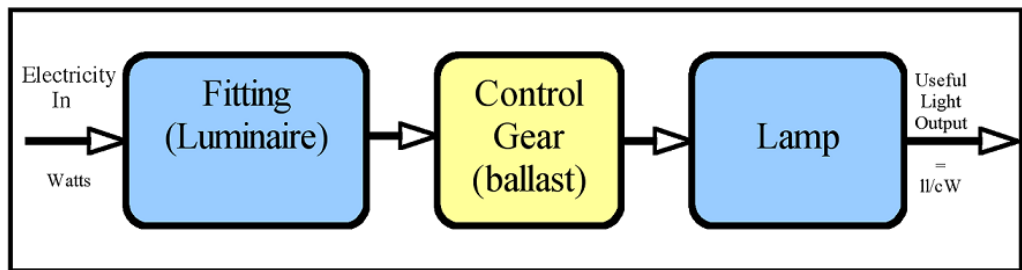 Electricity
In
Watts
Fitting
(Luminaire)
Control
Gear
(ballast)
Lamp
Useful
Light
Output
=
ll/cW